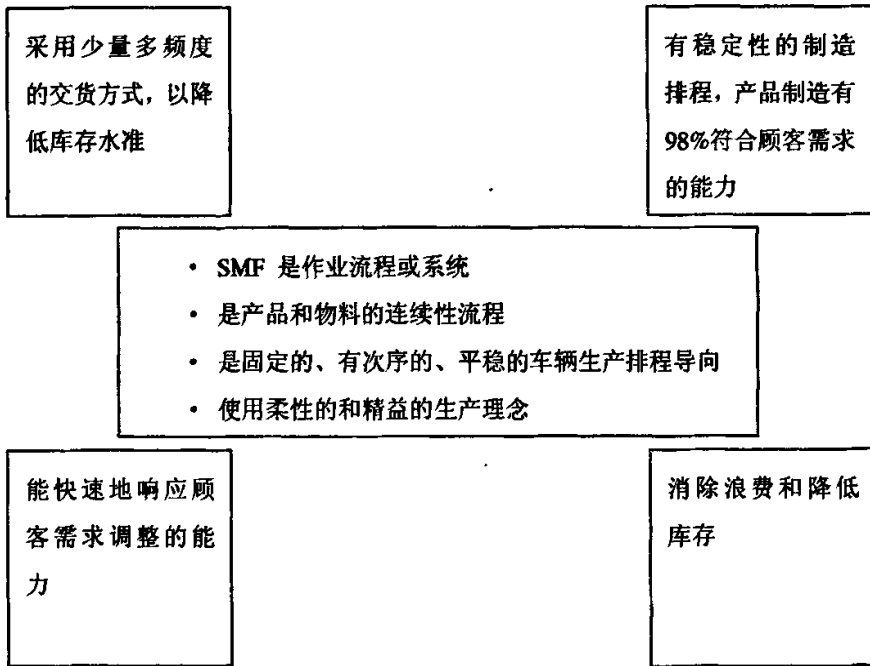 采用少量多频度
的交货方式，以降
低库存水准
有稳定性的制造
排程，产品制造有
98%符合顾客需求
的能力
· SMF 是作业流程或系统
· 是产品和物料的连续性流程
· 是固定的、有次序的、平稳的车辆生产排程导向
· 使用柔性的和精益的生产理念
能快速地响应顾
客需求调整的能
力
消除浪费和降低
库存